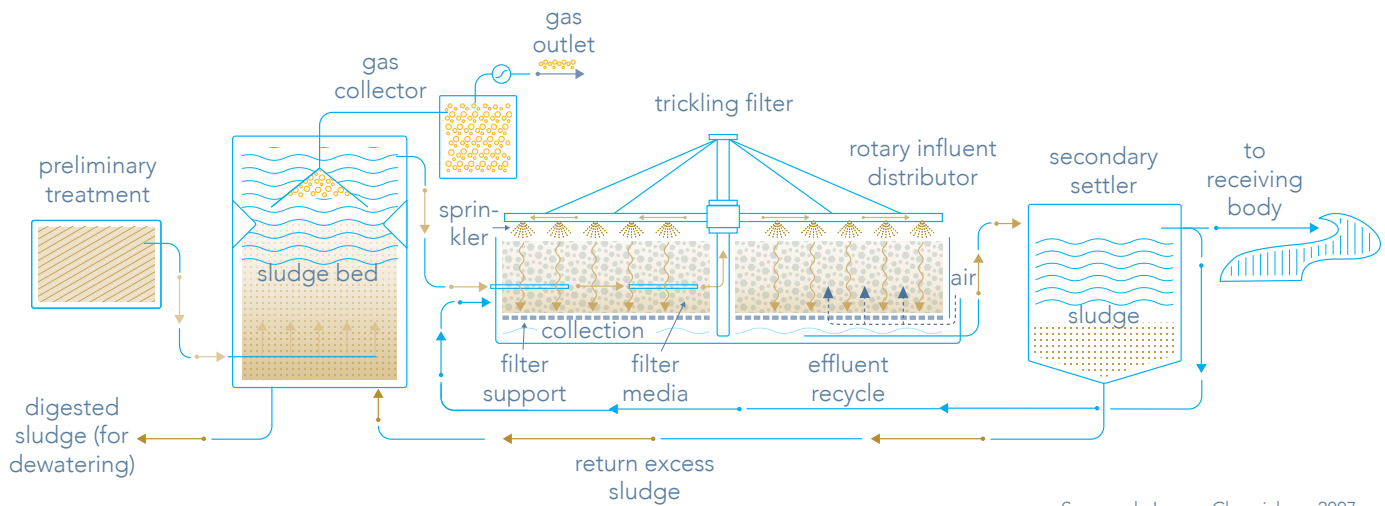 gas
outlet
gas
collector
trickling filter
preliminary
treatment
rotary influent
distributor
secondary
settler
to
receiving
body
sprin-
kler
sludge bed
air
sludge
collection
filter
support
filter
media
effluent
recycle
digested
sludge (for
dewatering)
return excess
sludge
2007